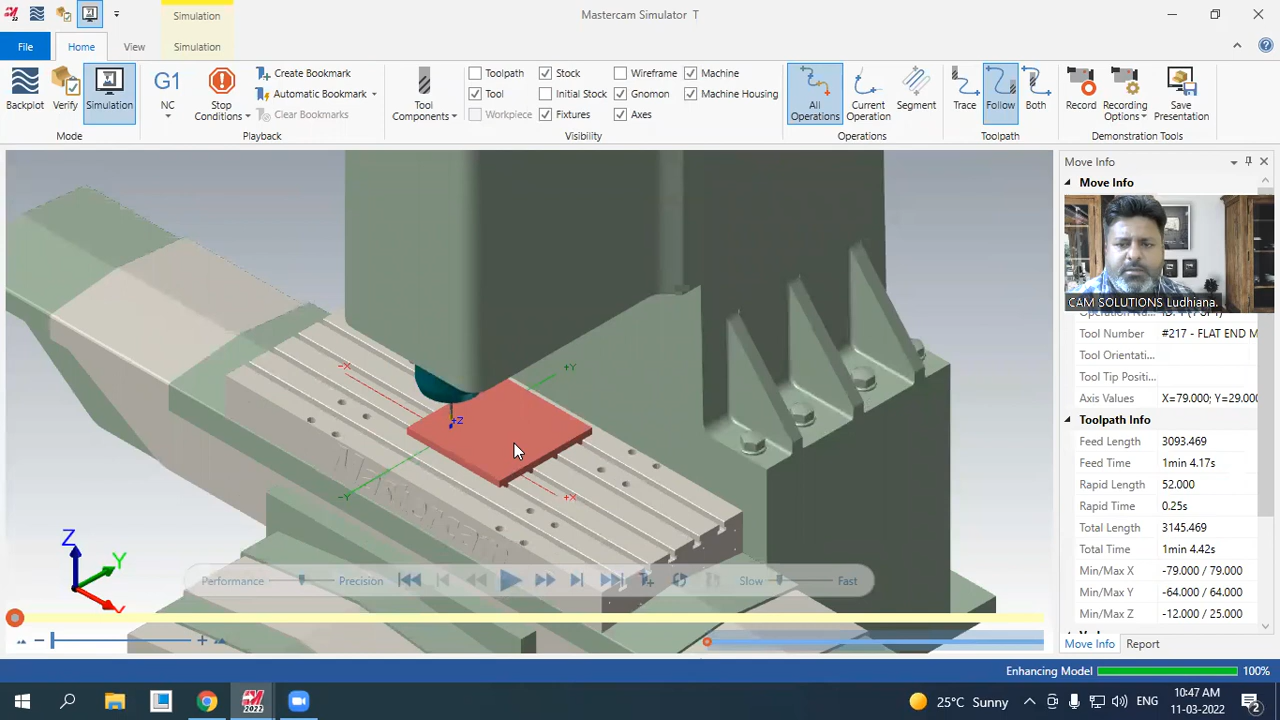 Mastercam Simulator T
Simulation
File
Home
View
Simulation
Backplot
Verify
Simulation
Mode
G1
NC
Stop
Conditions
Create Bookmark
Automatic Bookmark
Clear Bookmarks
Playback
Tool
Components
Toolpath
Stock
Wireframe
Machine
Tool
Initial Stock
Gnomon
Machine Housing
Workpiece
Fixtures
Axes
Visibility
All
Operations
Current
Operation
Segment
Operations
Trace
Follow
Both
Toolpath
Record
Recording
Options
Save
Presentation
Demonstration Tools
Move Info
Move Info
CAM SOLUTIONS Ludhiana.
Tool Number #217 - FLAT END M
Tool Orientati...
Tool Tip Positi...
Axis Values X=79.000; Y=29.000
Toolpath Info
Feed Length 3093.469
Feed Time 1min 4.17s
Rapid Length 52.000
Rapid Time 0.25s
Total Length 3145.469
Total Time 1min 4.42s
Min/Max X -79.000 / 79.000
Min/Max Y -64.000 / 64.000
Min/Max Z -12.000 / 25.000
Move Info
Report
-X
+Y
+Z
-Y
+X
Z
Y
Performance
Precision
Slow
Fast
Enhancing Model
100%
2022
25°C Sunny
ENG
10:47 AM
11-03-2022
2